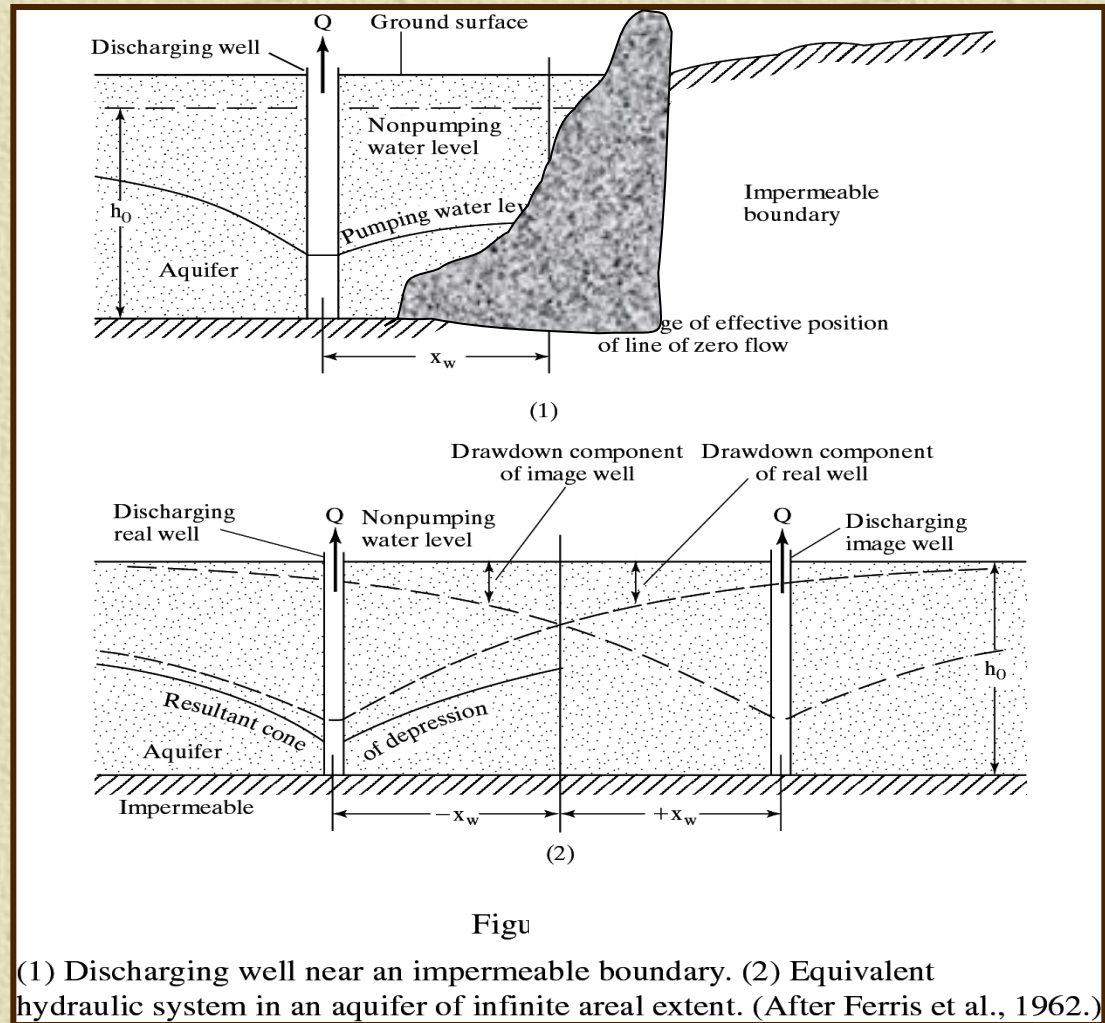 Q
Ground surface
Discharging well
Nonpumping
water level
h0
Pumping water lev
Impermeable
boundary
Aquifer
ge of effective position
of line of zero flow
xw
(1)
Drawdown component
of image well
Drawdown component
of real well
Discharging
real well
Q
Nonpumping
water level
Q
Discharging
image well
h0
Resultant cone
of depression
Aquifer
Impermeable
−xw
+xw
(2)
Figu
(1) Discharging well near an impermeable boundary. (2) Equivalent
hydraulic system in an aquifer of infinite areal extent. (After Ferris et al., 1962.)